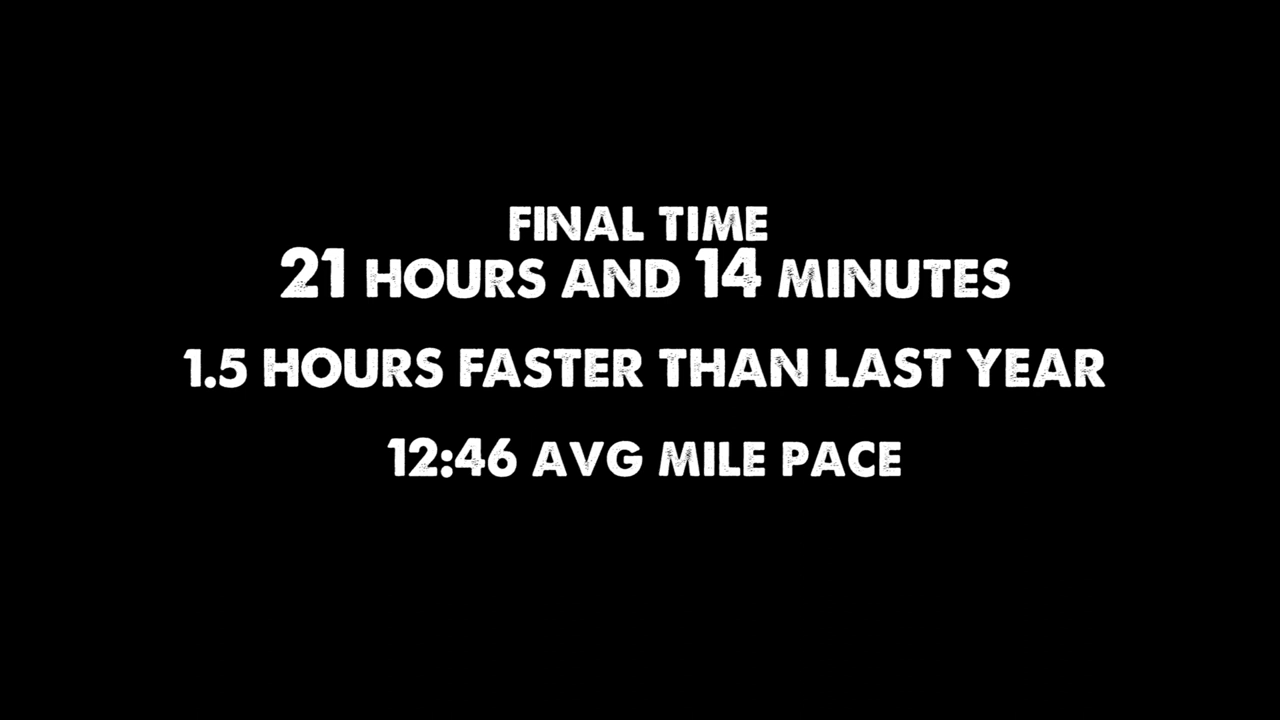 FINAL TIME
21 HOURS AND 14 MINUTES
1.5 HOURS FASTER THAN LAST YEAR
12:46 AVG MILE PACE